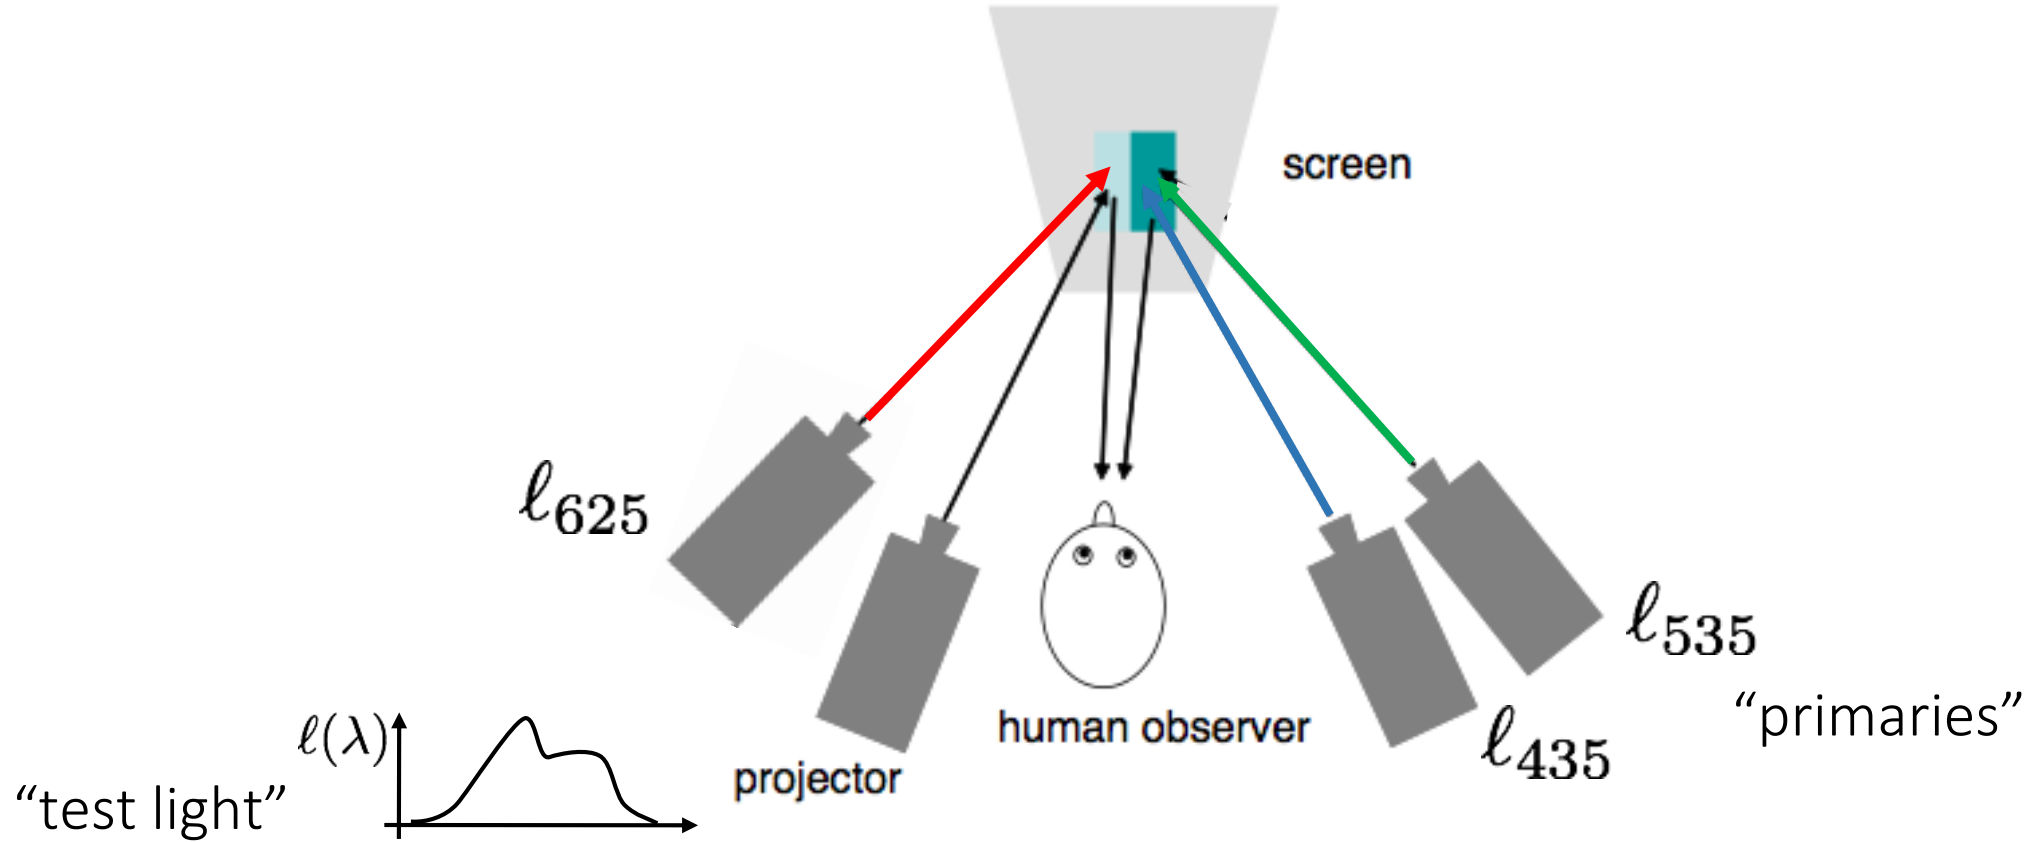 screen
ℓ625
ℓ535
“primaries”
human observer
ℓ435
ℓ(λ)
projector
“test light”